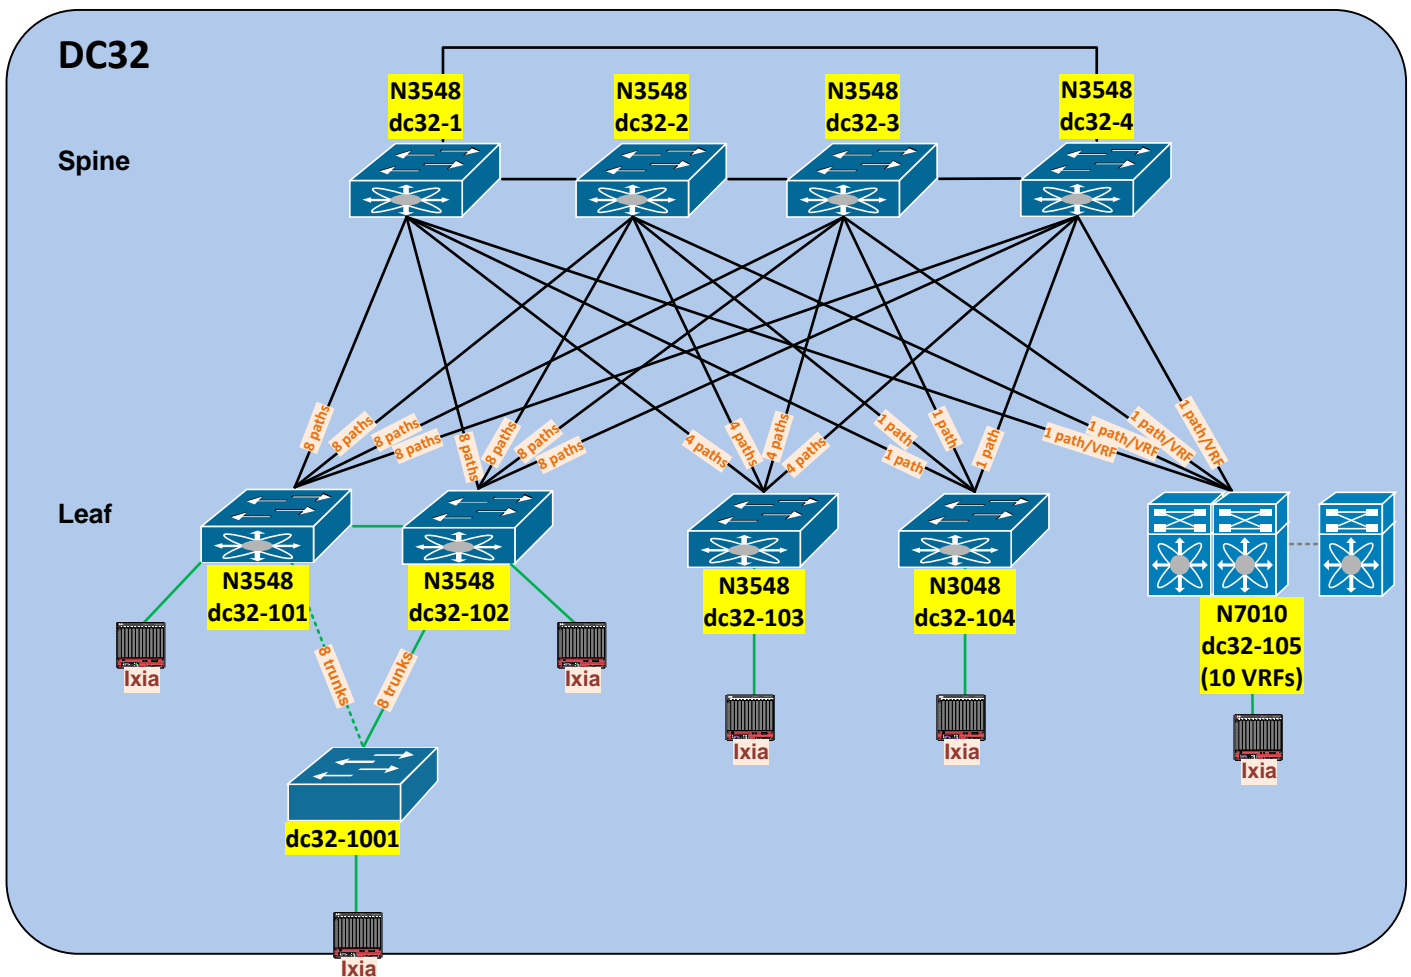 DC32
N3548
dc32-1
N3548
dc32-2
N3548
dc32-3
N3548
dc32-4
Spine
8 paths
8 paths
8 paths
8 paths
8 paths
8 paths
8 paths
8 paths
4 paths
4 paths
4 paths
4 paths
1 path
1 path
1 path
1 path
1 path/VRF
1 path/VRF
1 path/VRF
1 path/VRF
Leaf
N3548
dc32-101
N3548
dc32-102
N3548
dc32-103
N3048
dc32-104
N7010
dc32-105
(10 VRFs)
8 trunks
8 trunks
Ixia
Ixia
Ixia
Ixia
Ixia
dc32-1001
Ixia